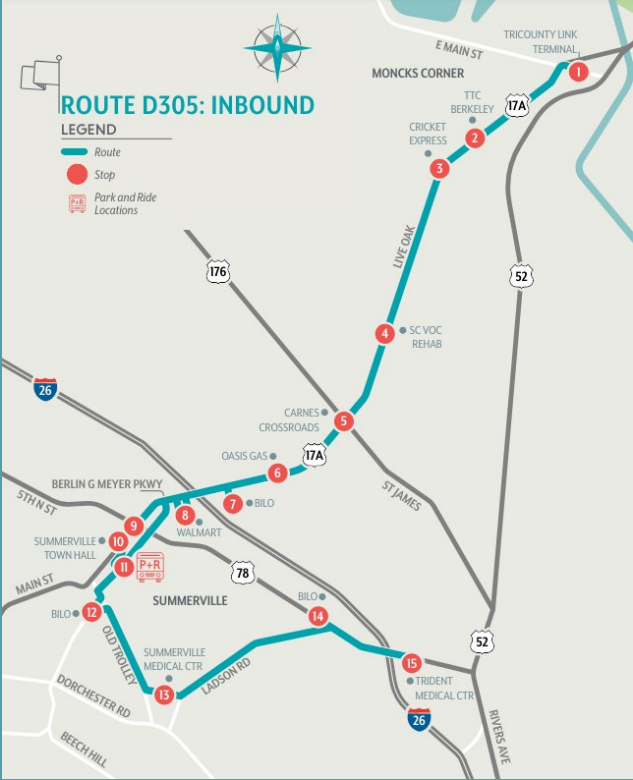 TRICOUNTY LINK
TERMINAL
E MAIN ST
MONCKS CORNER
1
17A
TTC
BERKELEY
2
CRICKET
EXPRESS
3
ROUTE D305: INBOUND
LEGEND
Route
Stop
P+R
Park and Ride
Locations
LIVE OAK
176
52
4
SC VOC
REHAB
26
CARNES
CROSSROADS
5
17A
OASIS GAS
6
ST JAMES
BERLIN G MEYER PKWY
7
BILO
8
WALMART
5TH N ST
9
10
SUMMERVILLE
TOWN HALL
11
P+R
78
MAIN ST
SUMMERVILLE
BILO
12
BILO
14
52
OLD TROLLEY
SUMMERVILLE
MEDICAL CTR
13
LADSON RD
15
TRIDENT
MEDICAL CTR
26
DORCHESTER RD
BEECH HILL
RIVERS AVE